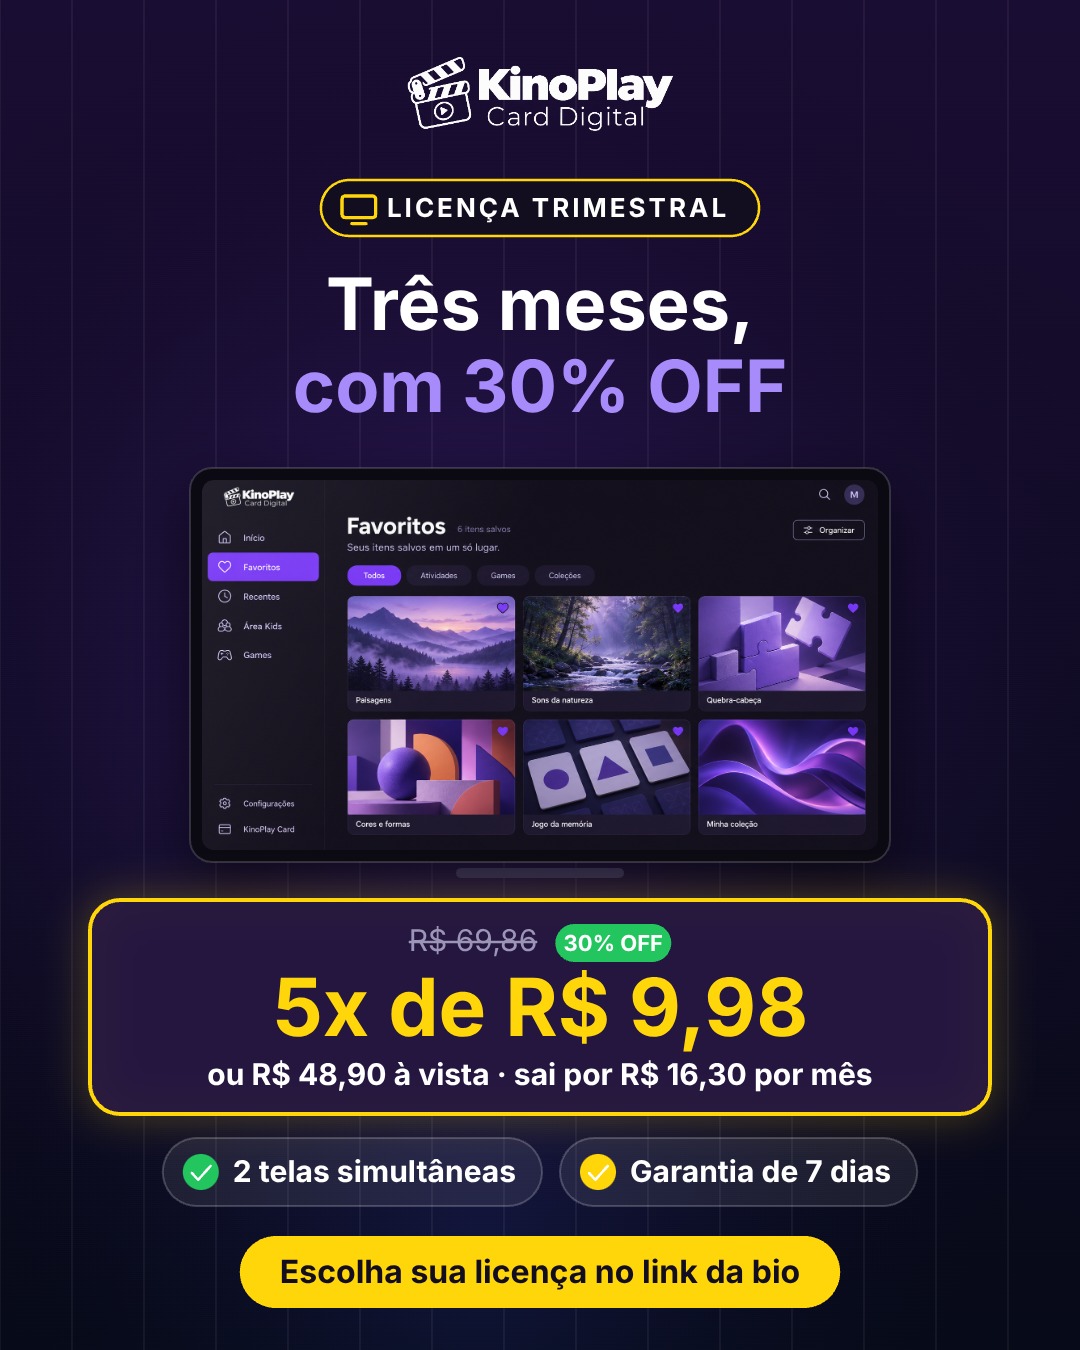 KinoPlay
Card Digital
LICENÇA TRIMESTRAL
Três meses,
com 30% OFF
KinoPlay
Card Digital
M
Início
Favoritos
Recentes
Área Kids
Games
Configurações
KinoPlay Card
Favoritos 6 itens salvos
Seus itens salvos em um só lugar.
Organizar
Todos Atividades Games Coleções
Paisagens Sons da natureza Quebra-cabeça
Cores e formas Jogo da memória Minha coleção
R$ 69,86 30% OFF
5x de R$ 9,98
ou R$ 48,90 à vista · sai por R$ 16,30 por mês
2 telas simultâneas Garantia de 7 dias
Escolha sua licença no link da bio